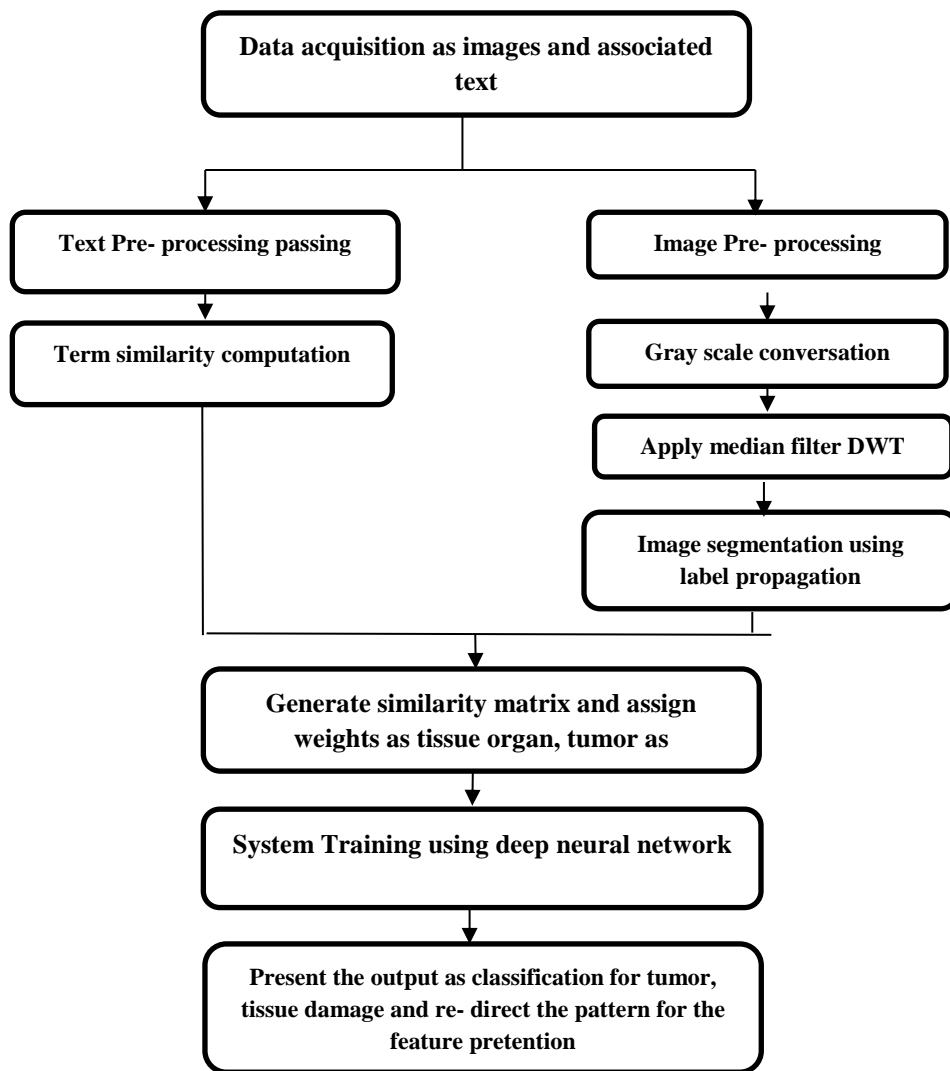 Data acquisition as images and associated
text
Text Pre- processing passing
Image Pre- processing
Term similarity computation
Gray scale conversation
Apply median filter DWT
Image segmentation using
label propagation
Generate similarity matrix and assign
weights as tissue organ, tumor as
System Training using deep neural network
Present the output as classification for tumor,
tissue damage and re- direct the pattern for the
feature pretention